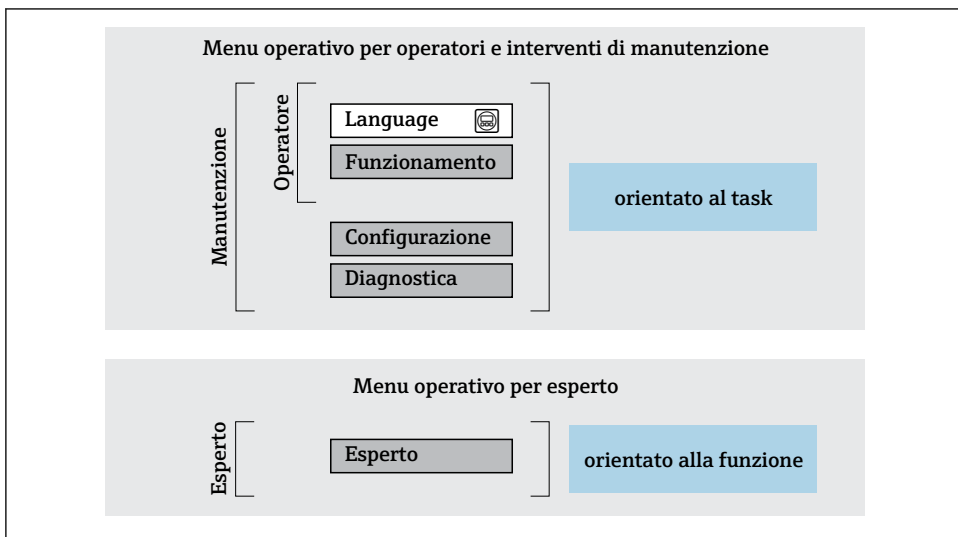 Menu operativo per operatori e interventi di manutenzione
Manutenzione
Operatore
Language
Funzionamento
Configurazione
Diagnostica
orientato al task
Menu operativo per esperto
Esperto
Esperto
orientato alla funzione